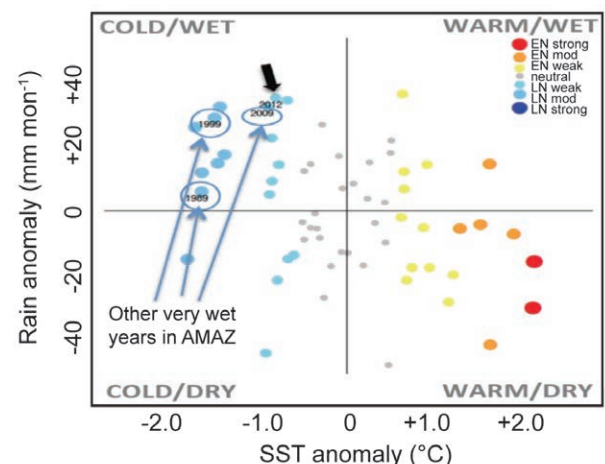 COLD/WET
WARM/WET
EN strong
EN mod
EN weak
neutral
LN weak
LN mod
LN strong
+40
+20
0
-20
-40
Rain anomaly (mm mon⁻¹)
2012
2009
1999
1989
Other very wet
years in AMAZ
COLD/DRY
WARM/DRY
-2.0
-1.0
0
+1.0
+2.0
SST anomaly (°C)